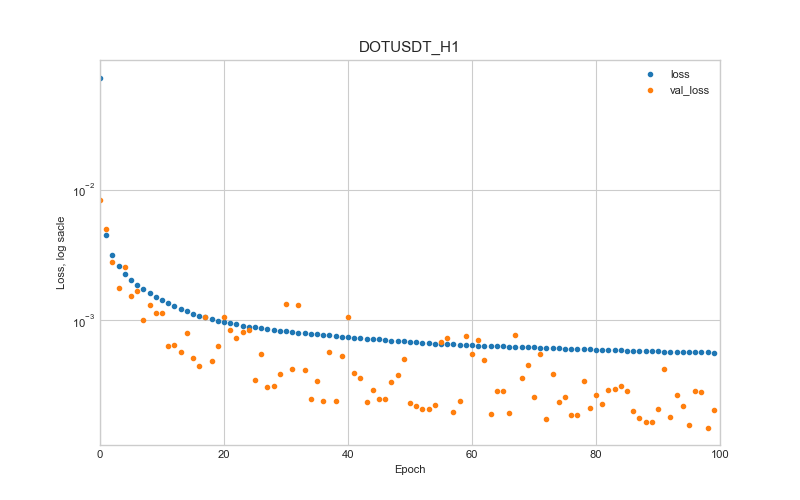 DOTUSDT_H1
loss
val_loss
Loss, log sacle
10⁻²
10⁻³
0 20 40 60 80 100
Epoch